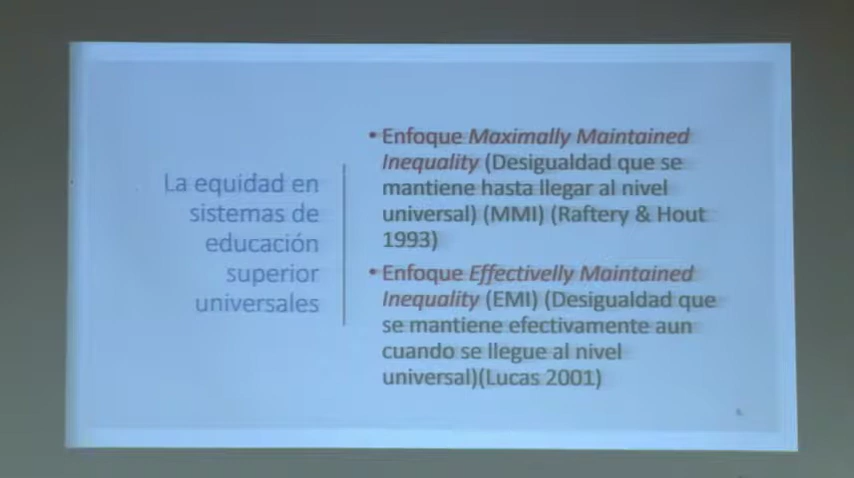 La equidad en
sistemas de
educación
superior
universales
• Enfoque Maximally Maintained
Inequality (Desigualdad que se
mantiene hasta llegar al nivel
universal) (MMI) (Raftery & Hout
1993)
• Enfoque Effectivelly Maintained
Inequality (EMI) (Desigualdad que
se mantiene efectivamente aun
cuando se llegue al nivel
universal)(Lucas 2001)